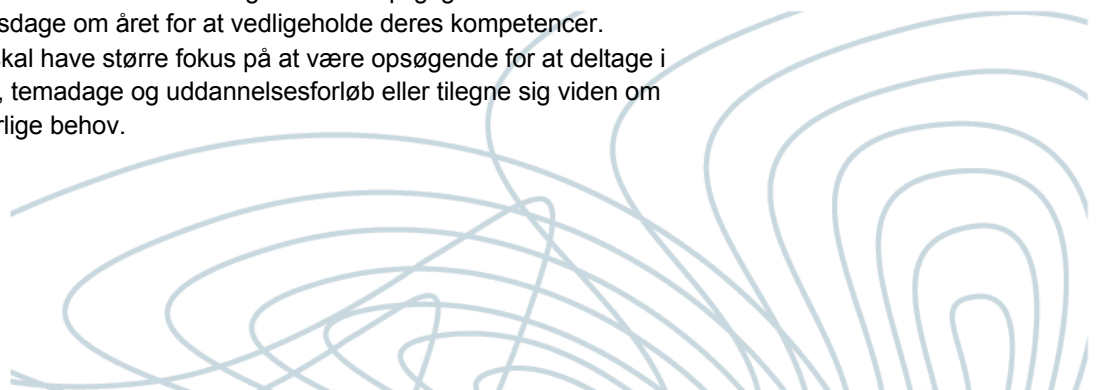 sdage om året for at vedligeholde deres kompetencer.
skal have større fokus på at være opsøgende for at deltage i
, temadage og uddannelsesforløb eller tilegne sig viden om
rlige behov.